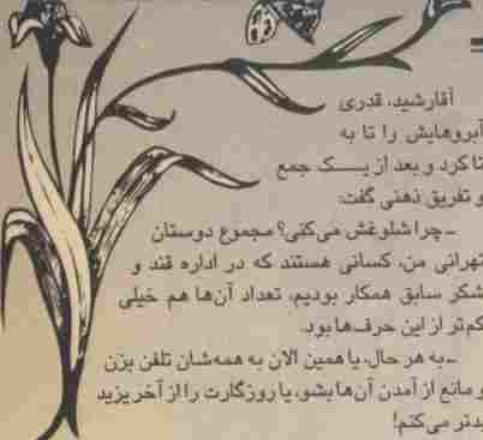 آقارشید، قدری
آبروهایش را تا به
تا کرد و بعد از یــک جمع
و تفریق ذهنی گفت:
ـ چرا شلوغش می‌کنی؟ مجموع دوستان
تهرانی من، کسانی هستند که در اداره قند و
شکر سابق همکار بودیم، تعداد آن‌ها هم خیلی
کم‌تر از این حرف‌ها بود.
ـ به هر حال، یا همین الان به همه‌شان تلفن بزن
و مانع از آمدن آن‌ها بشو، یا روزگارت را از آخر یزید
بدتر می‌کنم!